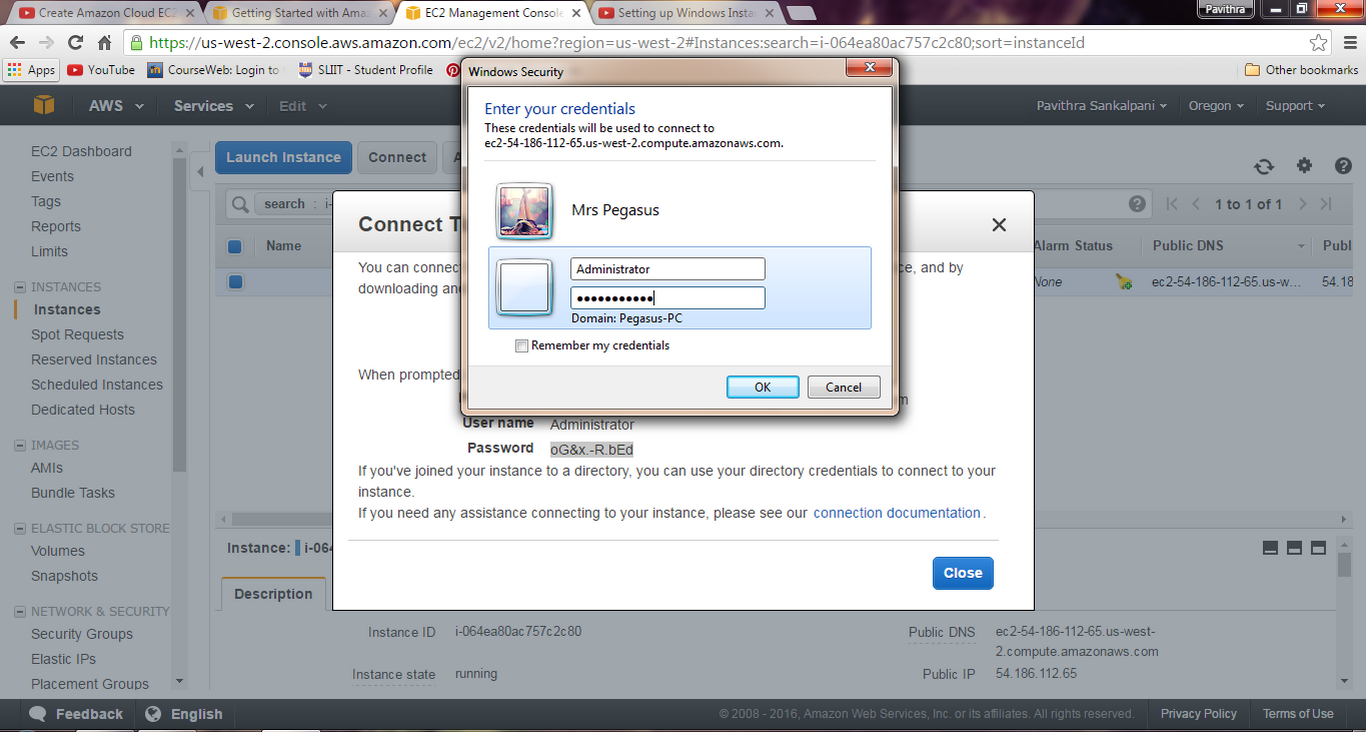 Create Amazon Cloud EC2
Getting Started with Amaz
EC2 Management Console
Setting up Windows Insta
Pavithra
https://us-west-2.console.aws.amazon.com/ec2/v2/home?region=us-west-2#Instances:search=i-064ea80ac757c2c80;sort=instanceId
Apps
YouTube
CourseWeb: Login to
SLIIT - Student Profile
Other bookmarks
AWS
Services
Edit
Pavithra Sankalpani
Oregon
Support
EC2 Dashboard
Events
Tags
Reports
Limits
INSTANCES
Instances
Spot Requests
Reserved Instances
Scheduled Instances
Dedicated Hosts
IMAGES
AMIs
Bundle Tasks
ELASTIC BLOCK STORE
Volumes
Snapshots
NETWORK & SECURITY
Security Groups
Elastic IPs
Placement Groups
Launch Instance
Connect
A
search : i-
1 to 1 of 1
Name
Alarm Status
Public DNS
Publ
None
ec2-54-186-112-65.us-w...
54.18
Windows Security
Enter your credentials
These credentials will be used to connect to
ec2-54-186-112-65.us-west-2.compute.amazonaws.com.
Mrs Pegasus
Administrator
●●●●●●●●●●●
Domain: Pegasus-PC
Remember my credentials
OK
Cancel
Connect T
You can connec
ce, and by
downloading and
When prompted
m
User name Administrator
Password oG&x.-R.bEd
If you've joined your instance to a directory, you can use your directory credentials to connect to your
instance.
If you need any assistance connecting to your instance, please see our connection documentation.
Close
Instance: i-064
Description
Instance ID i-064ea80ac757c2c80
Public DNS ec2-54-186-112-65.us-west-
2.compute.amazonaws.com
Instance state running
Public IP 54.186.112.65
Feedback
English
© 2008 - 2016, Amazon Web Services, Inc. or its affiliates. All rights reserved.
Privacy Policy
Terms of Use